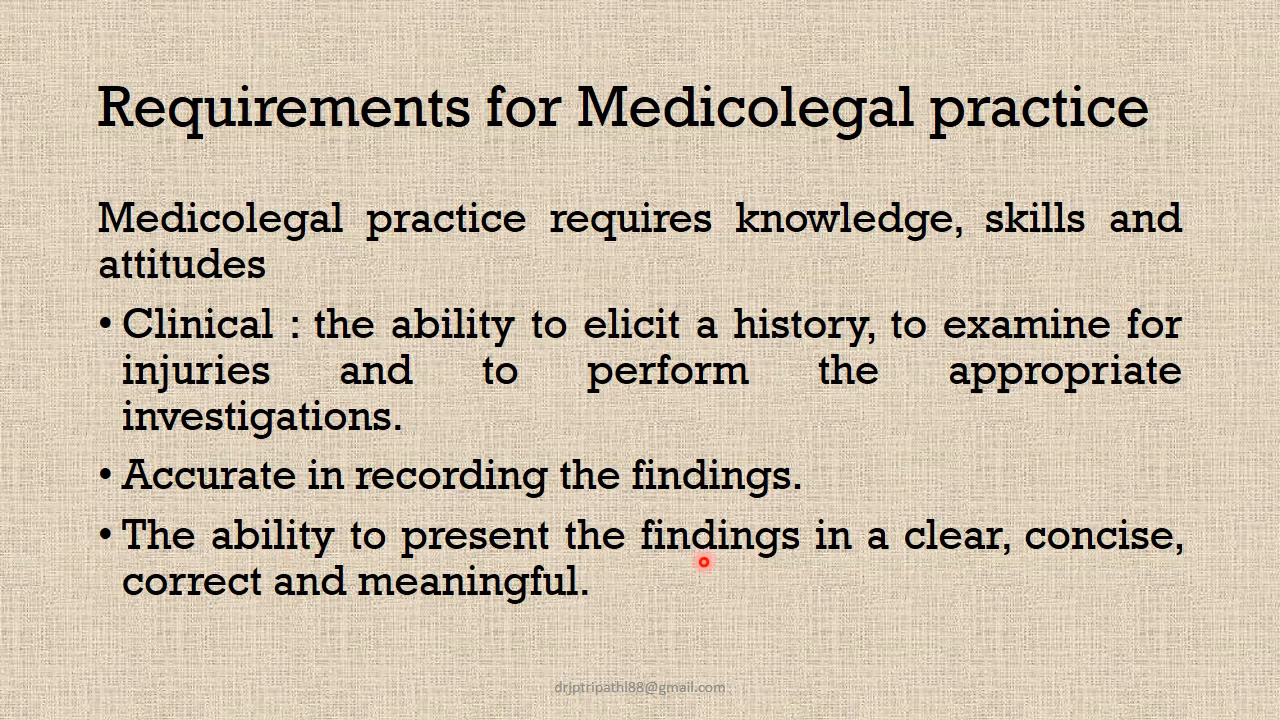 Requirements for Medicolegal practice
Medicolegal practice requires knowledge, skills and
attitudes
• Clinical : the ability to elicit a history, to examine for
injuries and to perform the appropriate
investigations.
• Accurate in recording the findings.
• The ability to present the findings in a clear, concise,
correct and meaningful.
drjptripathi88@gmail.com